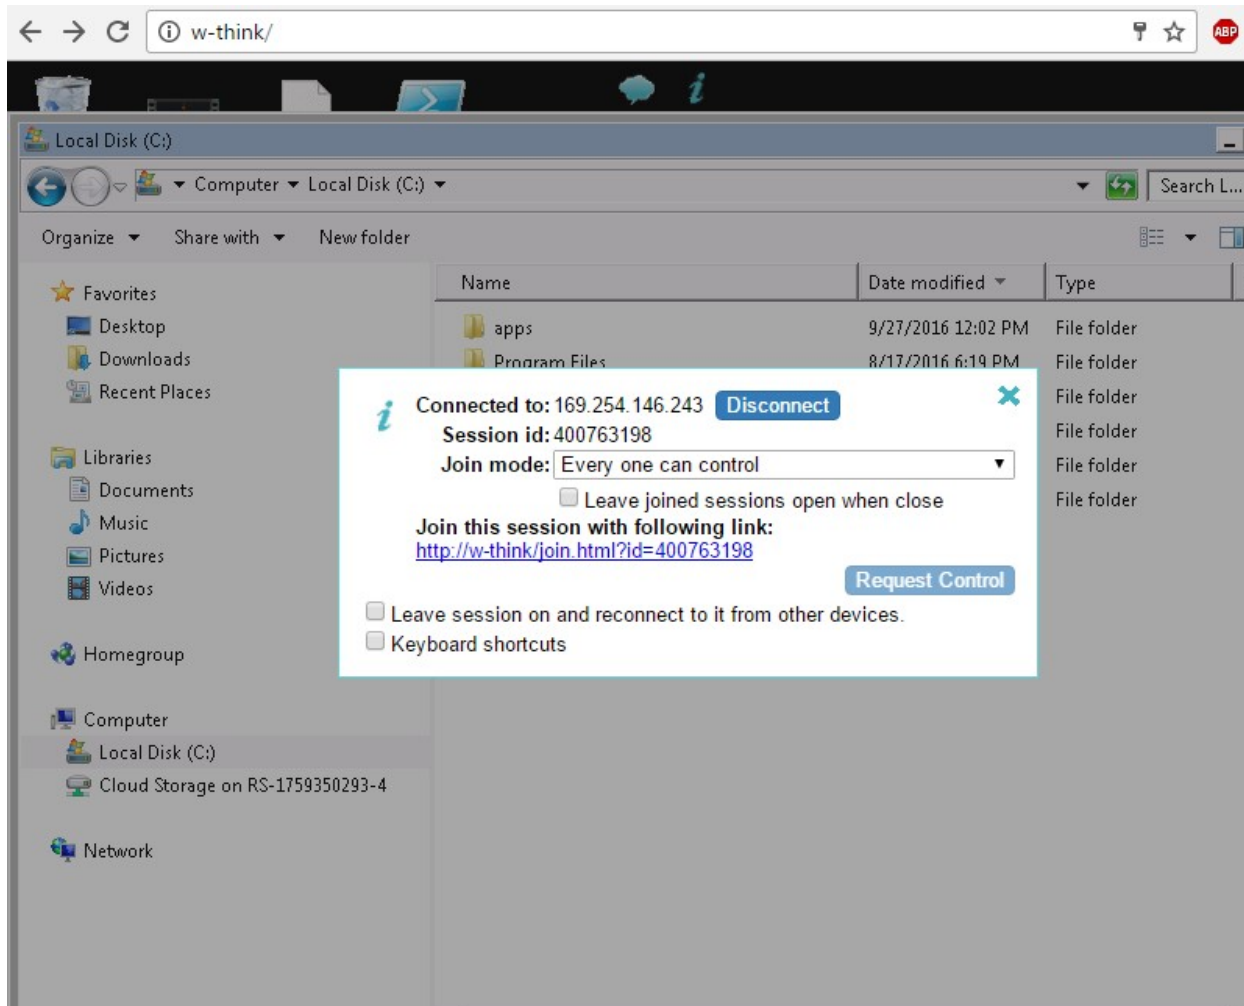 w-think/
ABP
Local Disk (C:)
Computer Local Disk (C:)
Search L...
Organize Share with New folder
Name Date modified Type
Favorites
Desktop
Downloads
Recent Places
Libraries
Documents
Music
Pictures
Videos
Homegroup
Computer
Local Disk (C:)
Cloud Storage on RS-1759350293-4
Network
apps 9/27/2016 12:02 PM File folder
Program Files 8/17/2016 6:19 PM File folder
File folder
File folder
File folder
File folder
Connected to: 169.254.146.243 Disconnect
Session id: 400763198
Join mode: Every one can control
Leave joined sessions open when close
Join this session with following link:
http://w-think/join.html?id=400763198
Request Control
Leave session on and reconnect to it from other devices.
Keyboard shortcuts